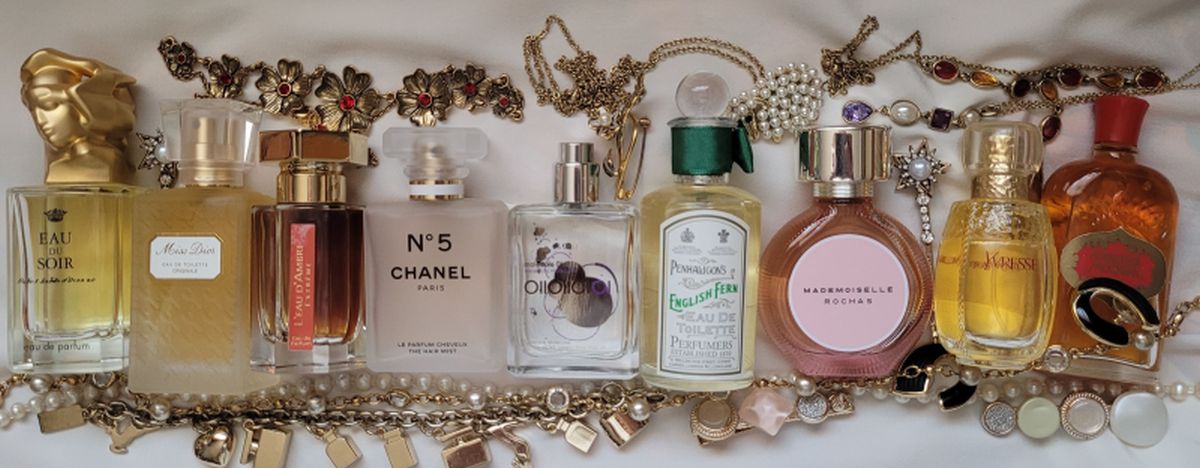 EAU
DU
SOIR
eau de parfum
Miss Dior
EAU DE TOILETTE
ORIGINALE
L'EAU D'AMBRE
EXTRÊME
N°5
CHANEL
PARIS
LE PARFUM CHEVEUX
THE HAIR MIST
PENHALIGON'S
ENGLISH FERN
EAU DE
TOILETTE
PERFUMERS
ESTABLISHED 1870
MADEMOISELLE
ROCHAS
YVRESSE